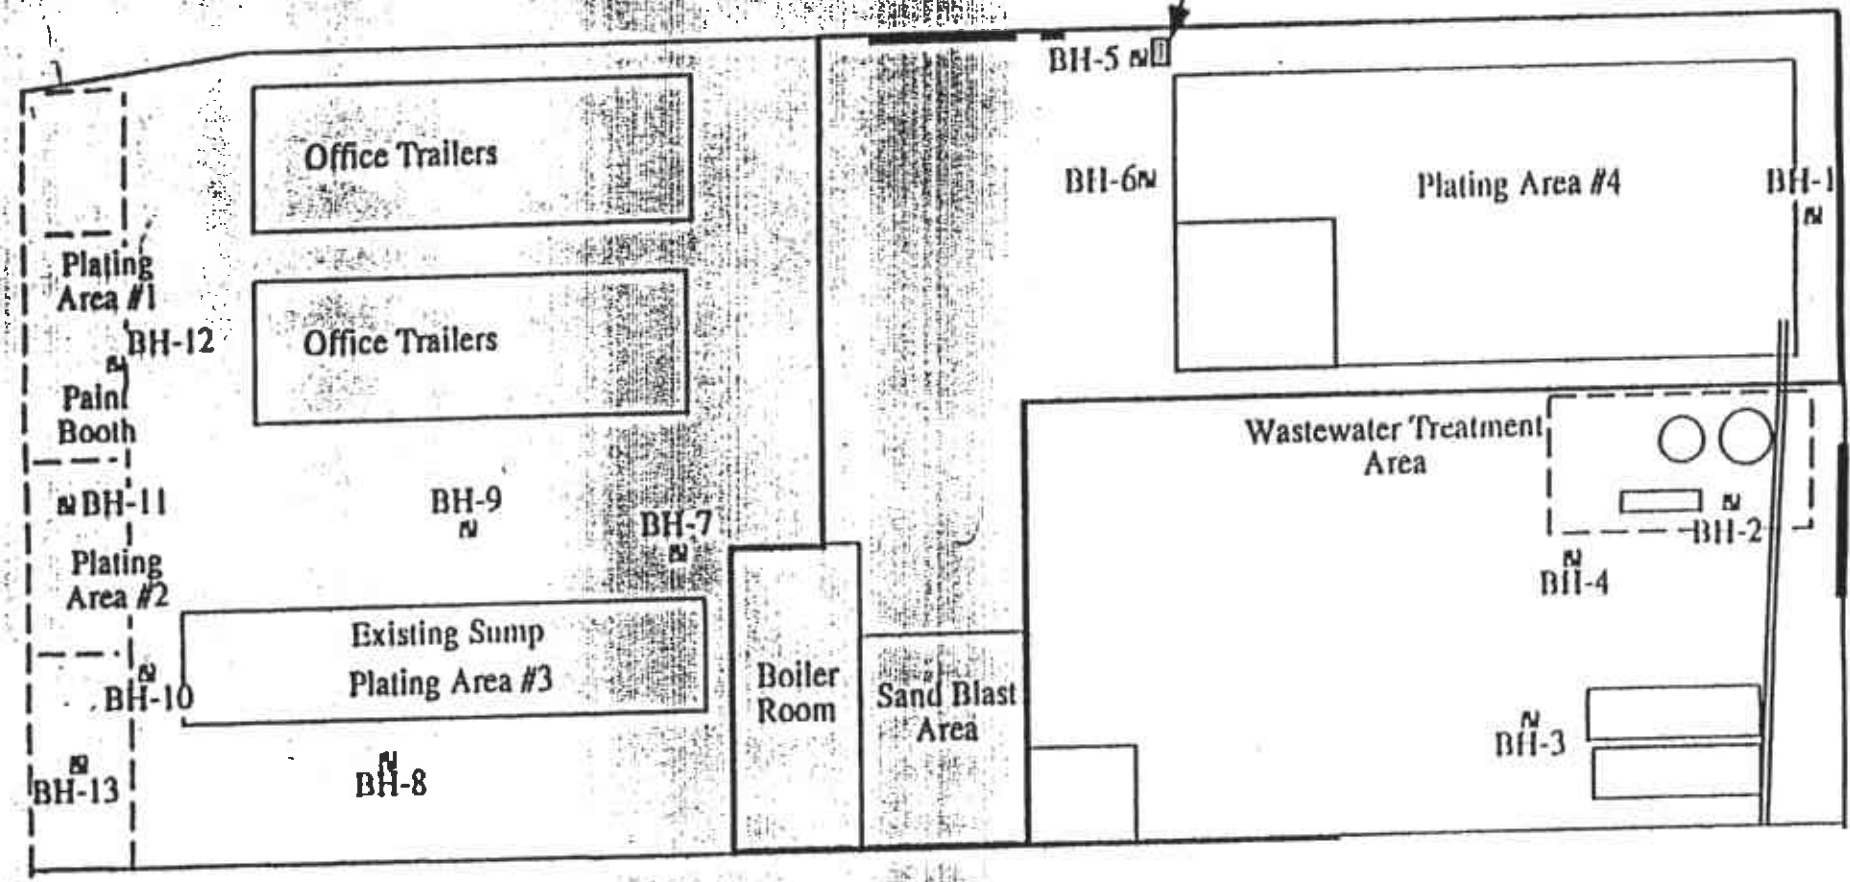 BH-5
Office Trailers
BH-6
Plating Area #4
BH-1
Plating
Area #1
BH-12
Office Trailers
Paint
Booth
Wastewater Treatment
Area
BH-11
BH-9
BH-7
BH-2
Plating
Area #2
BH-4
Existing Sump
Plating Area #3
BH-10
Boiler
Room
Sand Blast
Area
BH-3
BH-13
BH-8